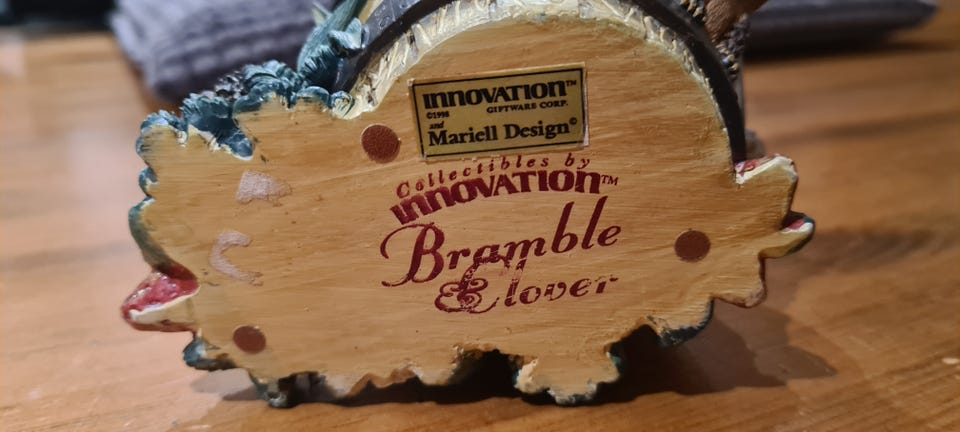 InnOVATIOn™
GIFTWARE CORP.
©1998
and
Mariell Design©
Collectibles by
InnOVATIOn™
Bramble
& Clover